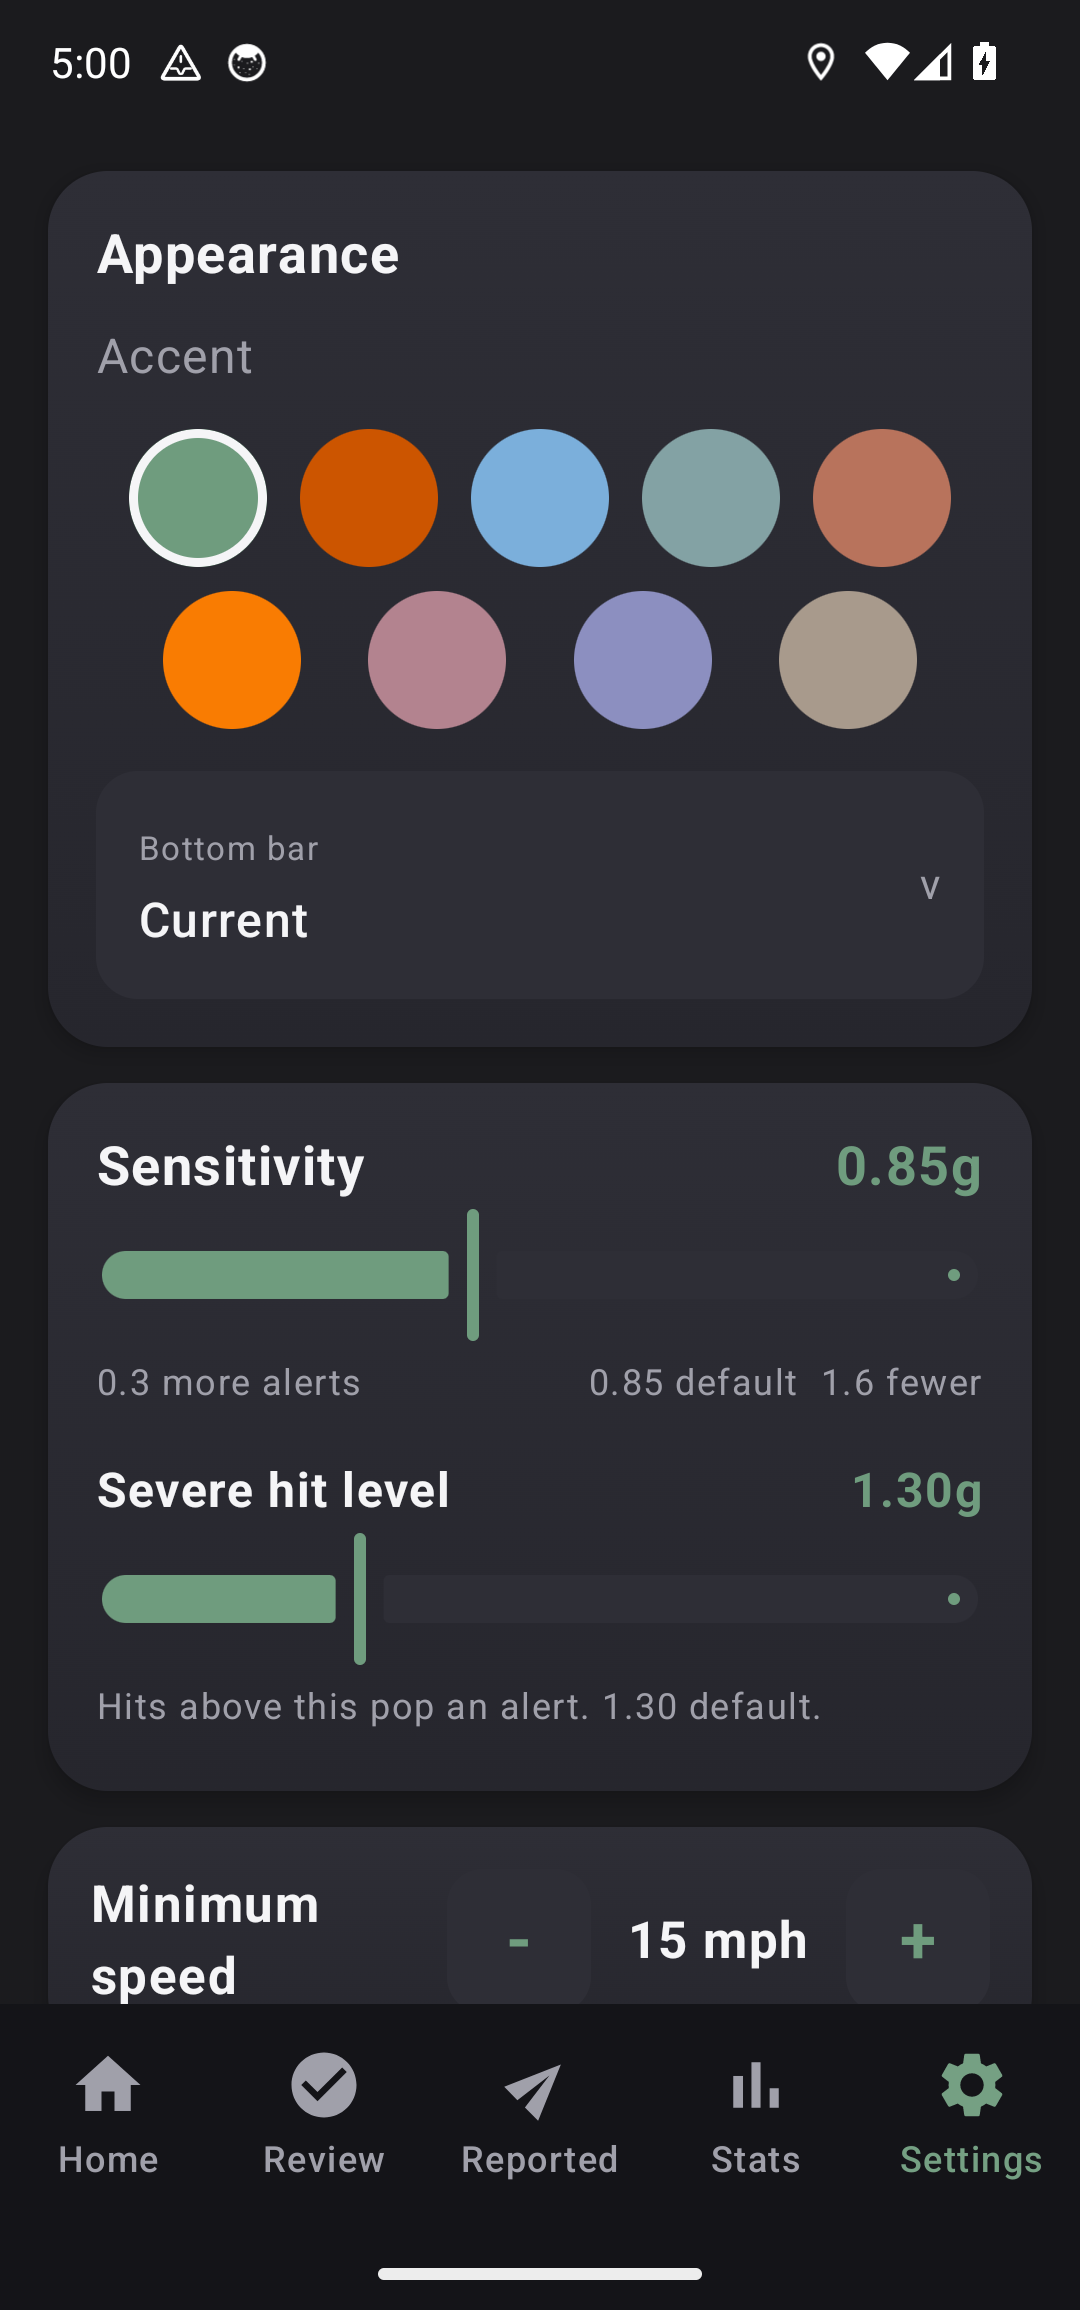 5:00
Appearance
Accent
Bottom bar
Current
v
Sensitivity 0.85g
0.3 more alerts 0.85 default 1.6 fewer
Severe hit level 1.30g
Hits above this pop an alert. 1.30 default.
Minimum
speed
- 15 mph +
Home Review Reported Stats Settings